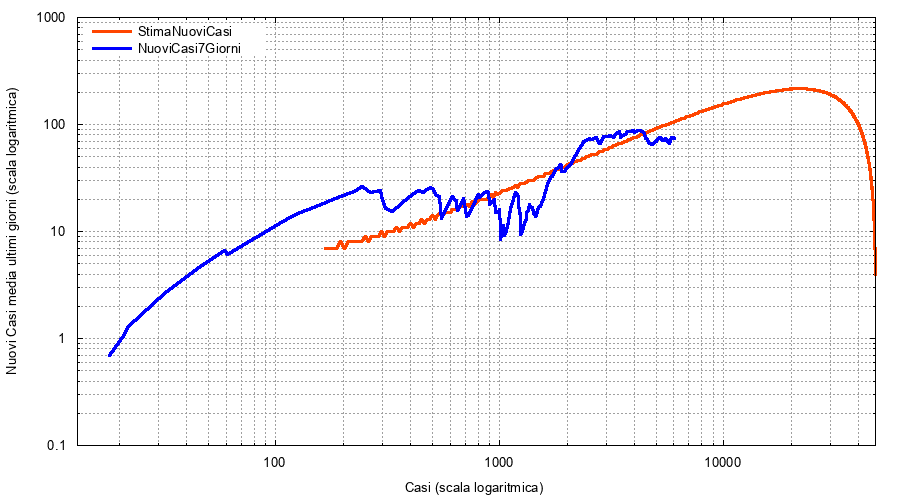 1000
100
10
1
0.1
StimaNuoviCasi
NuoviCasi7Giorni
Nuovi Casi media ultimi giorni (scala logaritmica)
100 1000 10000
Casi (scala logaritmica)